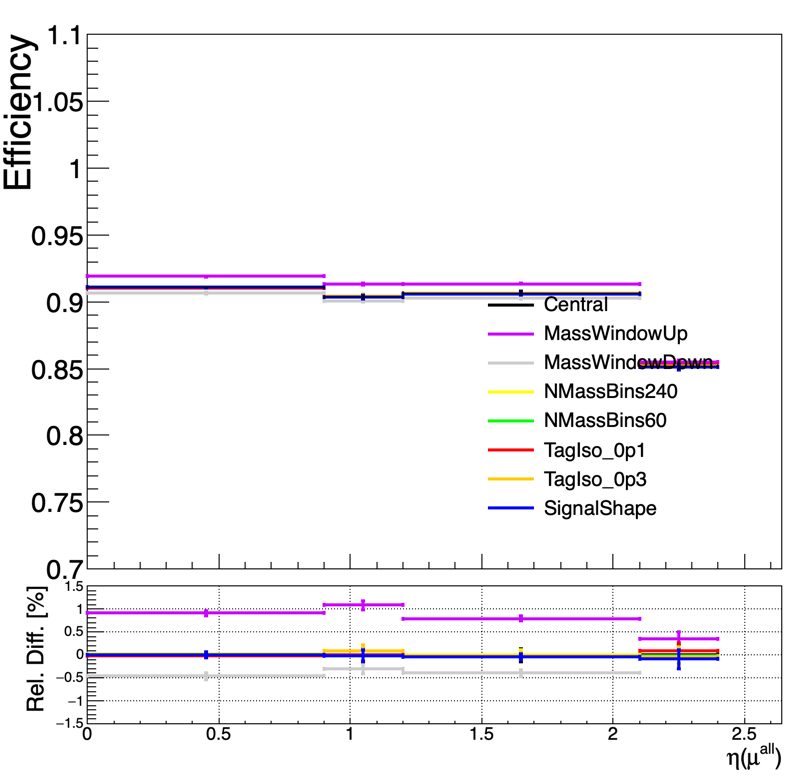 Efficiency
1.1
1.05
1
0.95
0.9
0.85
0.8
0.75
0.7
Central
MassWindowUp
MassWindowDown
NMassBins240
NMassBins60
TagIso_0p1
TagIso_0p3
SignalShape
Rel. Diff. [%]
1.5
1
0.5
0
−0.5
−1
−1.5
0 0.5 1 1.5 2 2.5
η(μ^all)